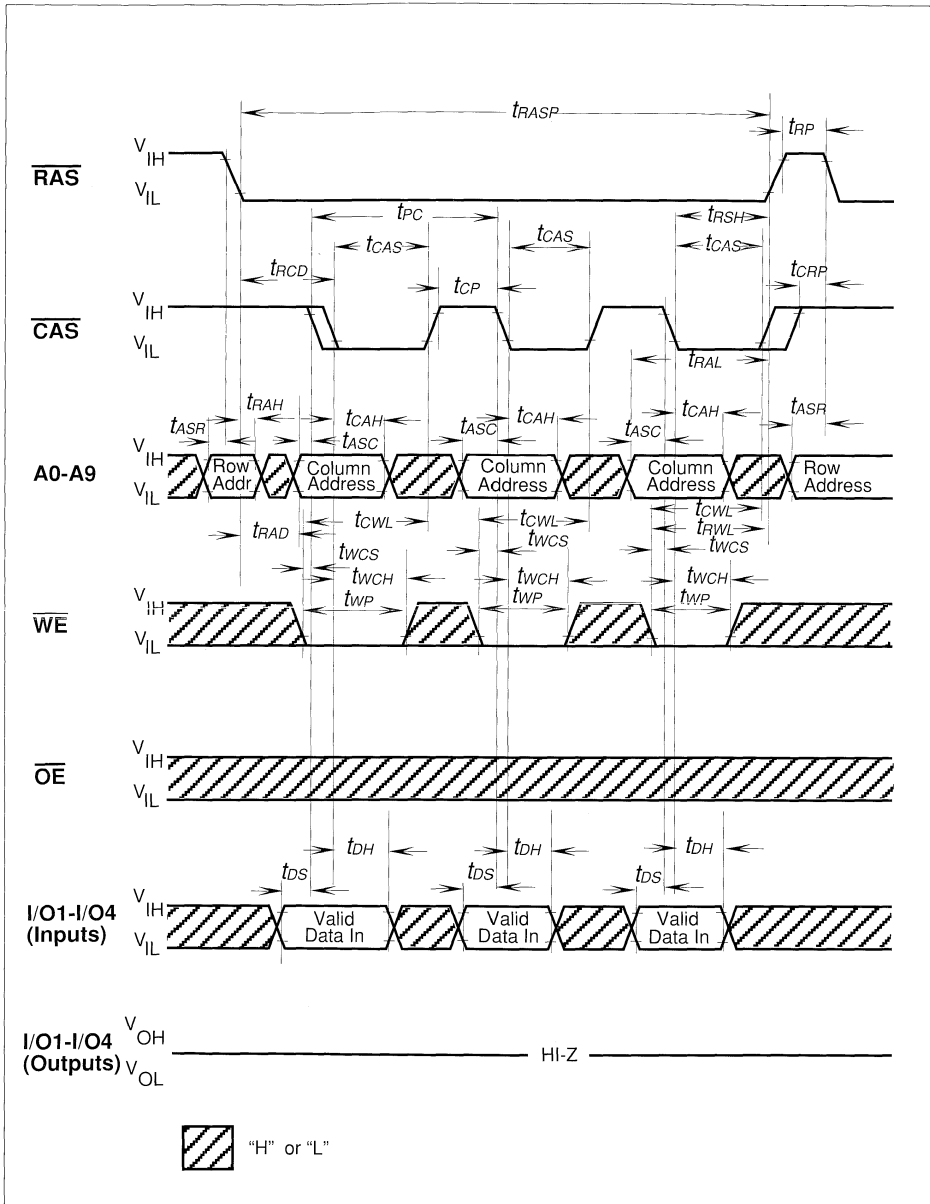 tRASP
tRP
RAS
VIH
VIL
tPC
tRSH
tCAS
tCAS
tCAS
tRCD
tCP
tCRP
CAS
VIH
VIL
tRAL
tRAH
tASR
tCAH
tASC
tASC
tCAH
tASC
tCAH
tASR
A0-A9
VIH
VIL
Row Addr.
Column Address
Column Address
Column Address
Row Address
tRAD
tCWL
tCWL
tCWL
tRWL
tWCS
tWCS
tWCS
tWCH
tWCH
tWCH
tWP
tWP
tWP
WE
VIH
VIL
OE
VIH
VIL
tDH
tDH
tDH
tDS
tDS
tDS
I/O1-I/O4
(Inputs)
VIH
VIL
Valid Data In
Valid Data In
Valid Data In
I/O1-I/O4
(Outputs)
VOH
VOL
HI-Z
"H" or "L"